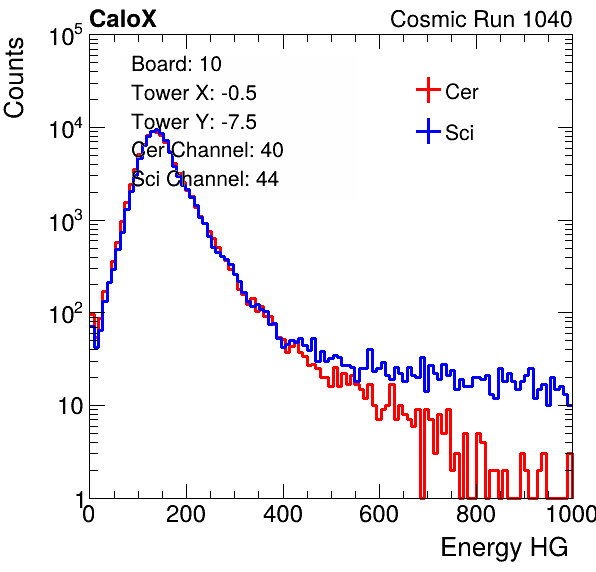 CaloX Cosmic Run 1040
Counts
Board: 10
Tower X: -0.5
Tower Y: -7.5
Cer Channel: 40
Sci Channel: 44
Cer
Sci
10^5
10^4
10^3
10^2
10
1
0 200 400 600 800 1000
Energy HG